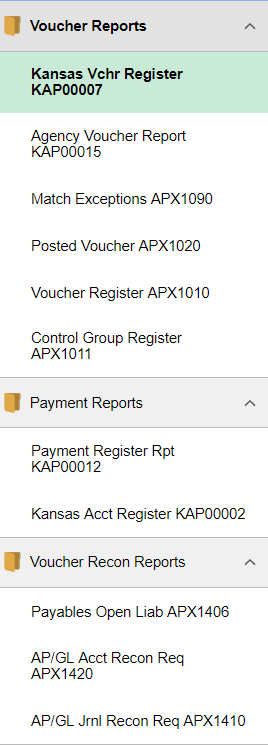 Voucher Reports
Kansas Vchr Register
KAP00007
Agency Voucher Report
KAP00015
Match Exceptions APX1090
Posted Voucher APX1020
Voucher Register APX1010
Control Group Register
APX1011
Payment Reports
Payment Register Rpt
KAP00012
Kansas Acct Register KAP00002
Voucher Recon Reports
Payables Open Liab APX1406
AP/GL Acct Recon Req
APX1420
AP/GL Jrnl Recon Req APX1410